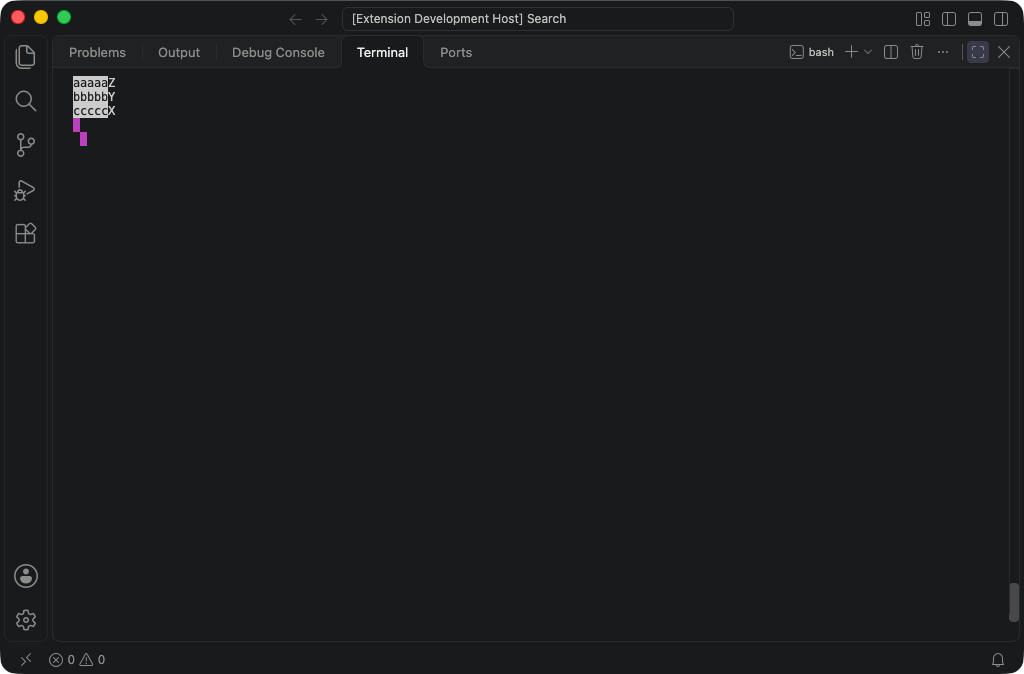 [Extension Development Host] Search
Problems
Output
Debug Console
Terminal
Ports
bash
aaaaaZ
bbbbbY
cccccX
0
0